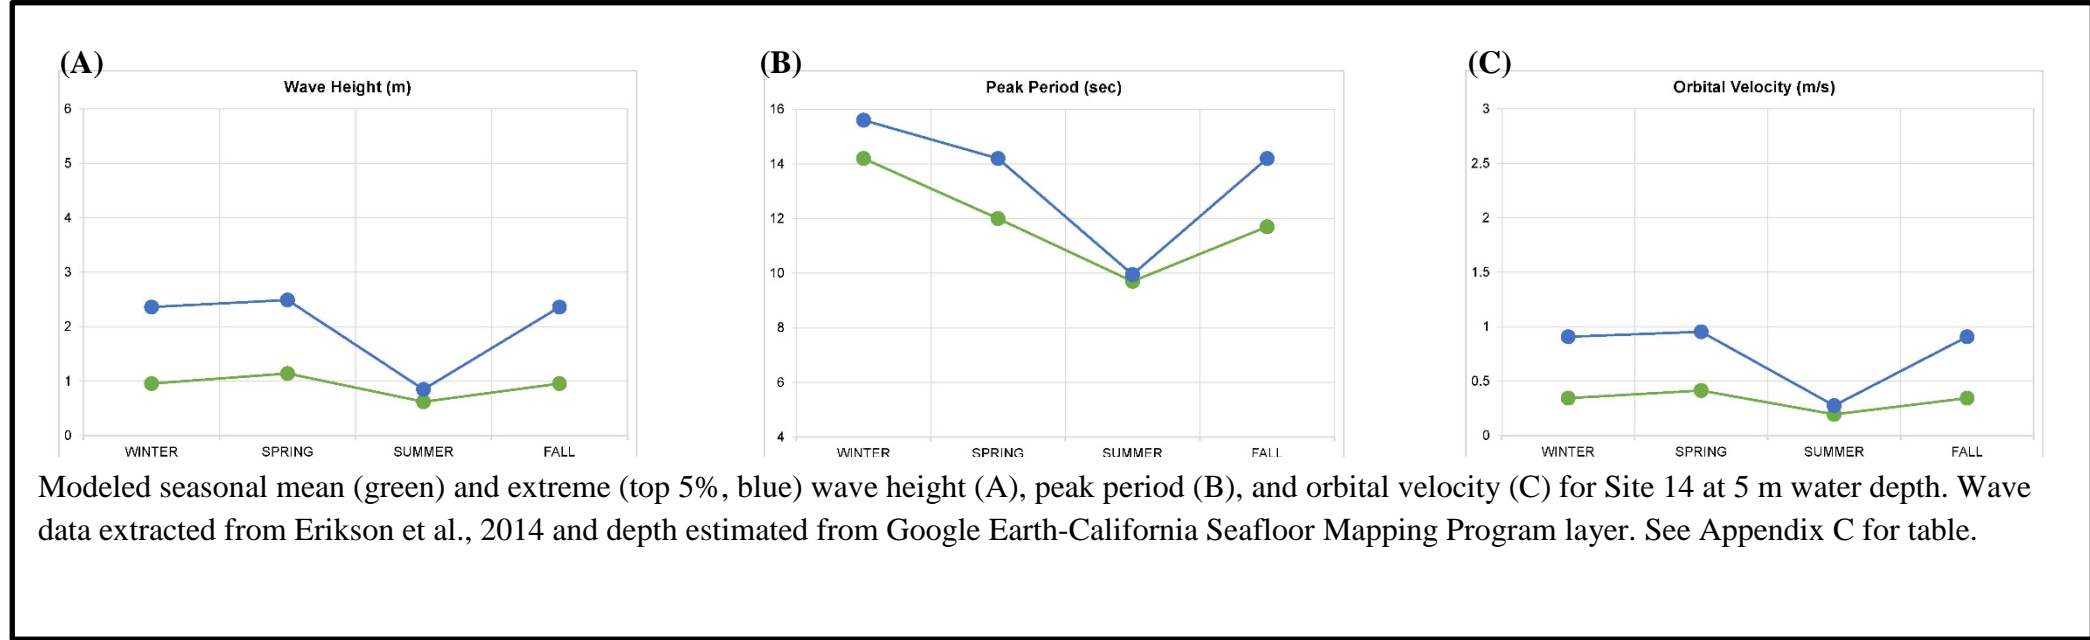 (A)
Wave Height (m)
6
5
4
3
2
1
0
WINTER SPRING SUMMER FALL
(B)
Peak Period (sec)
16
14
12
10
8
6
4
WINTER SPRING SUMMER FALL
(C)
Orbital Velocity (m/s)
3
2.5
2
1.5
1
0.5
0
WINTER SPRING SUMMER FALL
Modeled seasonal mean (green) and extreme (top 5%, blue) wave height (A), peak period (B), and orbital velocity (C) for Site 14 at 5 m water depth. Wave
data extracted from Erikson et al., 2014 and depth estimated from Google Earth-California Seafloor Mapping Program layer. See Appendix C for table.